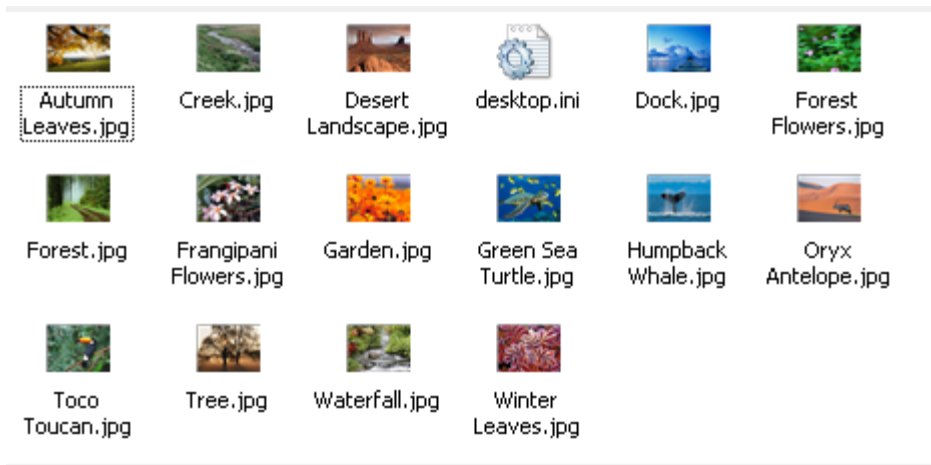 Autumn
Leaves.jpg
Creek.jpg
Desert
Landscape.jpg
desktop.ini
Dock.jpg
Forest
Flowers.jpg
Forest.jpg
Frangipani
Flowers.jpg
Garden.jpg
Green Sea
Turtle.jpg
Humpback
Whale.jpg
Oryx
Antelope.jpg
Toco
Toucan.jpg
Tree.jpg
Waterfall.jpg
Winter
Leaves.jpg